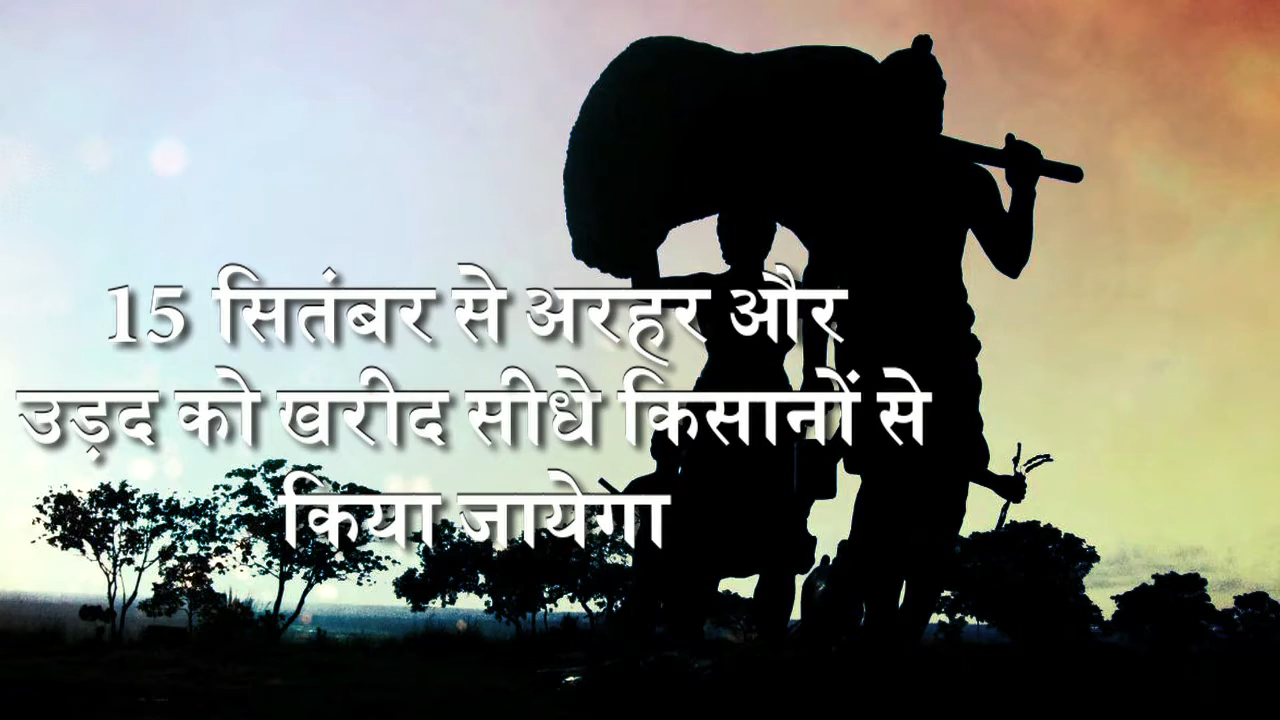 15 सितंबर से अरहर और
उड़द को खरीद सीधे किसानों से
किया जायेगा